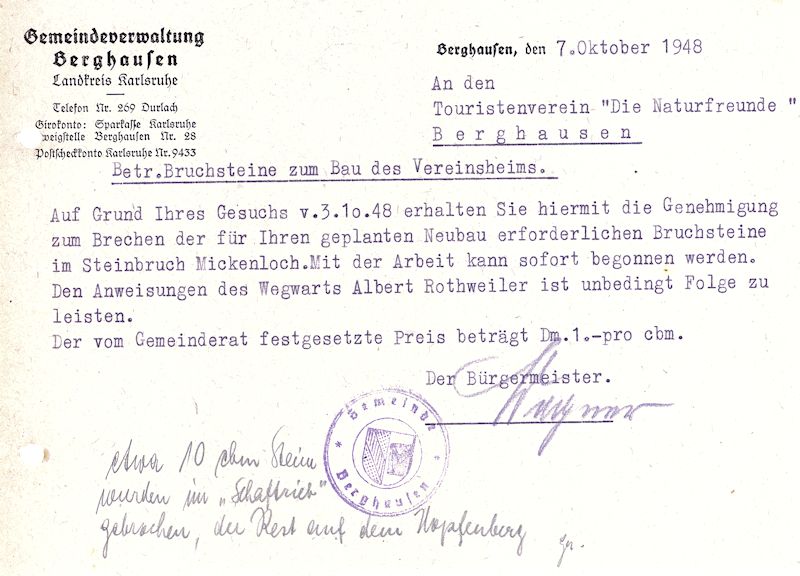 Gemeindeverwaltung
Berghausen
Landkreis Karlsruhe
Telefon Nr. 269 Durlach
Girokonto: Sparkasse Karlsruhe
weigstelle Berghausen Nr. 28
Postscheckkonto Karlsruhe Nr. 9433
Berghausen, den 7.Oktober 1948
An den
Touristenverein "Die Naturfreunde "
B e r g h a u s e n
Betr.Bruchsteine zum Bau des Vereinsheims.
Auf Grund Ihres Gesuchs v.3.1o.48 erhalten Sie hiermit die Genehmigung
zum Brechen der für Ihren geplanten Neubau erforderlichen Bruchsteine
im Steinbruch Mickenloch.Mit der Arbeit kann sofort begonnen werden.
Den Anweisungen des Wegwarts Albert Rothweiler ist unbedingt Folge zu
leisten.
Der vom Gemeinderat festgesetzte Preis beträgt Dm.1.-pro cbm.
Der Bürgermeister.
Wagner
Gemeinde
Berghausen
etwa 10 cbm Steine
wurden im "Schaftrieb"
gebrochen, der Rest auf dem Hopfenberg